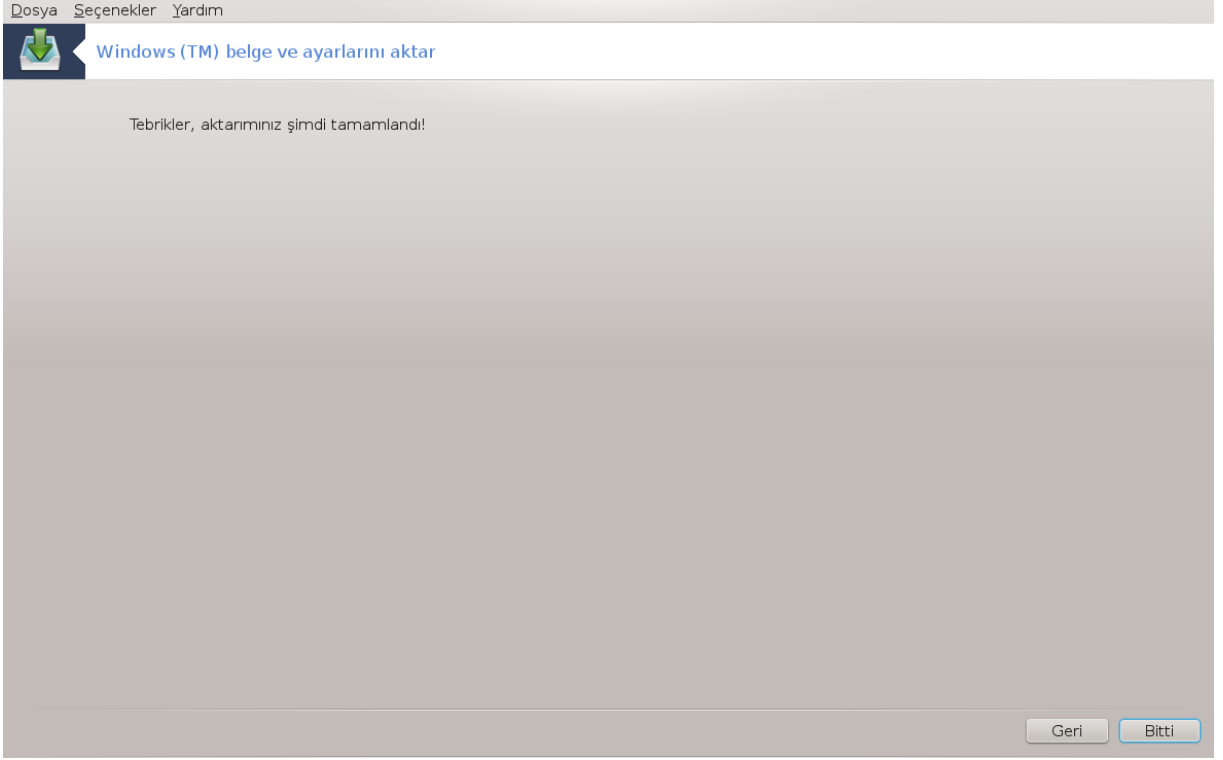 Dosya Seçenekler Yardım
Windows (TM) belge ve ayarlarını aktar
Tebrikler, aktarımınız şimdi tamamlandı!
Geri Bitti